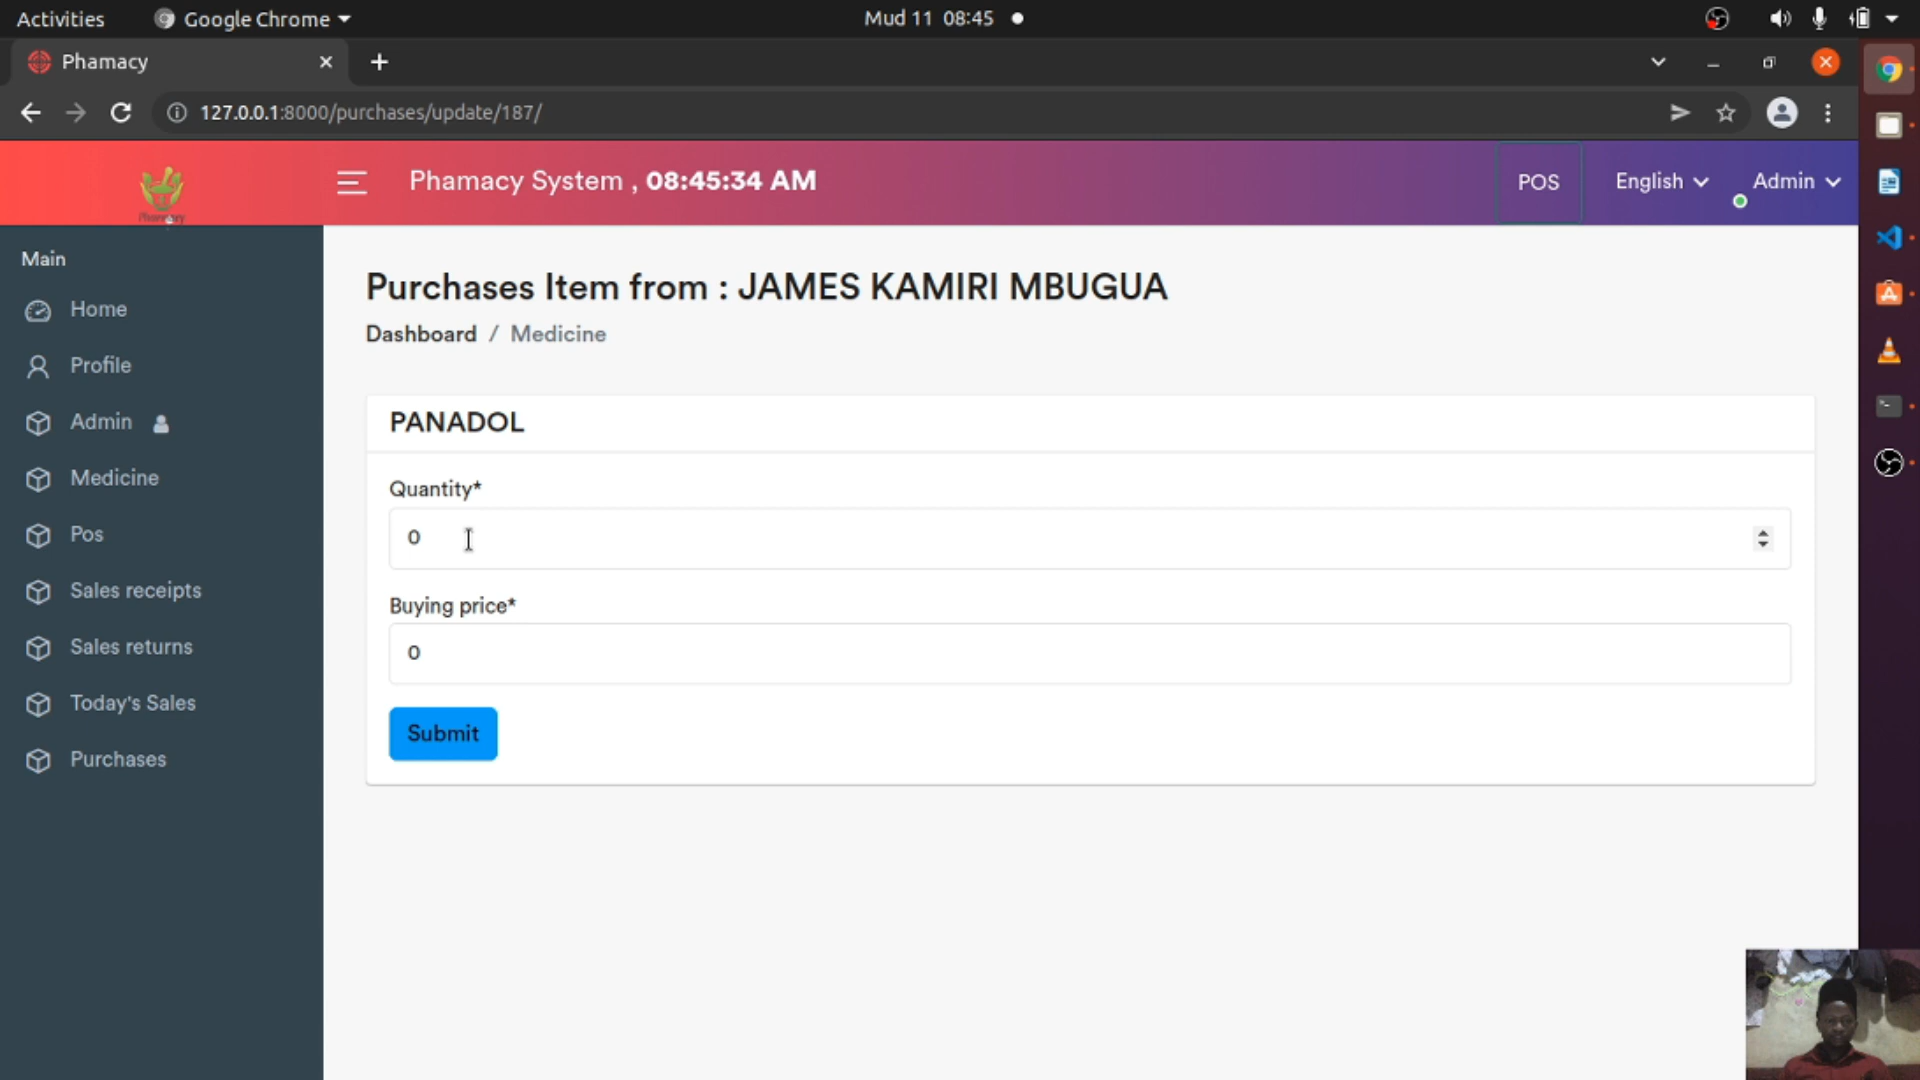 Activities
Google Chrome
Mud 11 08:45
Phamacy
127.0.0.1:8000/purchases/update/187/
Pharmacy
Phamacy System , 08:45:34 AM
POS
English
Admin
Main
Home
Profile
Admin
Medicine
Pos
Sales receipts
Sales returns
Today's Sales
Purchases
Purchases Item from : JAMES KAMIRI MBUGUA
Dashboard / Medicine
PANADOL
Quantity*
0
Buying price*
0
Submit